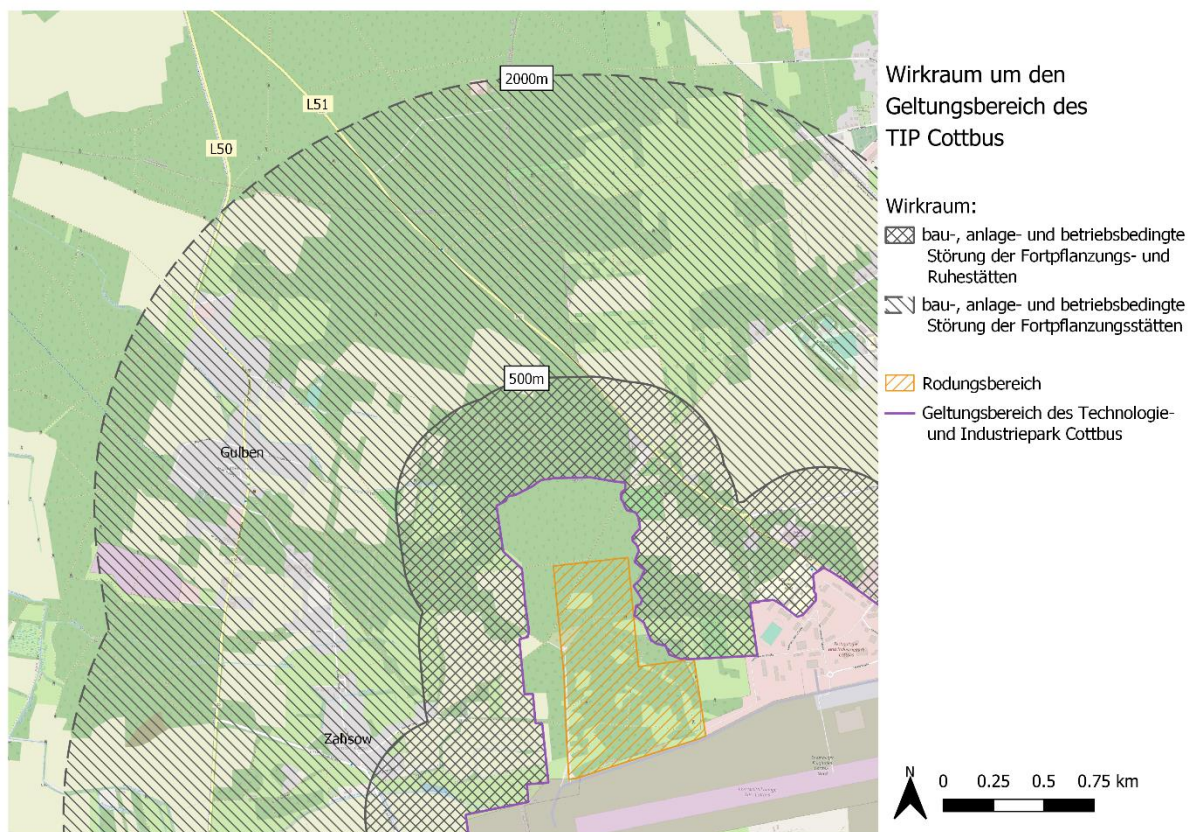 Wirkraum um den
Geltungsbereich des
TIP Cottbus
Wirkraum:
bau-, anlage- und betriebsbedingte
Störung der Fortpflanzungs- und
Ruhestätten
bau-, anlage- und betriebsbedingte
Störung der Fortpflanzungsstätten
Rodungsbereich
Geltungsbereich des Technologie-
und Industriepark Cottbus
2000m
L51
L50
500m
Gulben
Zahsow
N
0 0.25 0.5 0.75 km